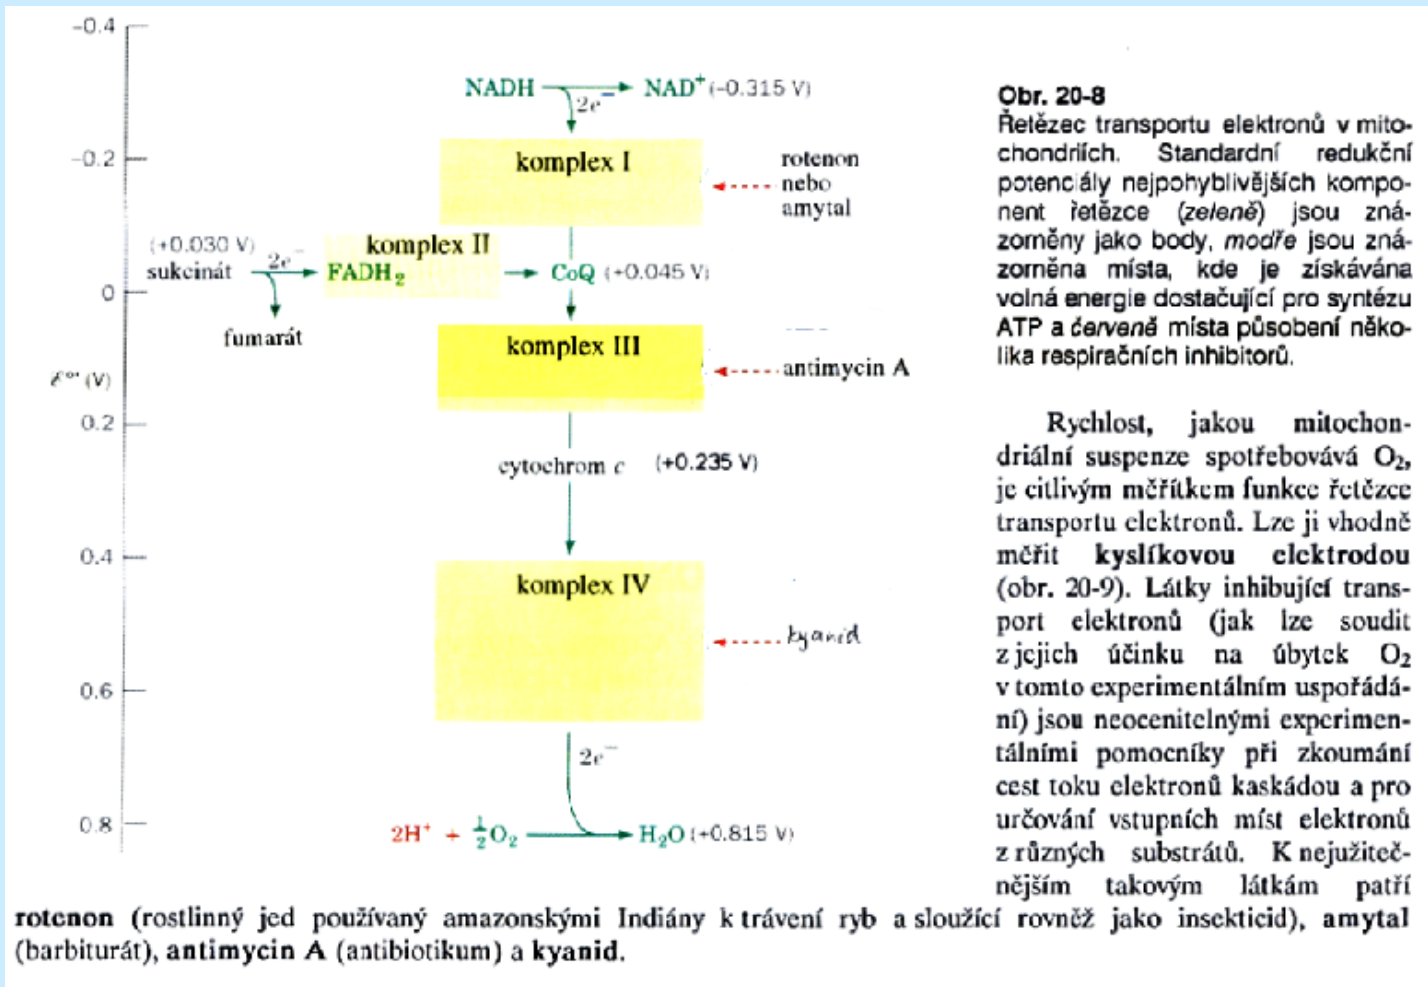 -0.4
NADH
NAD⁺ (-0.315 V)
2e⁻
-0.2
komplex I
rotenon
nebo
amytal
(+0.030 V)
komplex II
sukcinát
2e⁻
FADH₂
CoQ (+0.045 V)
0
fumarát
komplex III
antimycin A
ℰ°' (V)
0.2
cytochrom c (+0.235 V)
0.4
komplex IV
kyanid
0.6
2e⁻
0.8
2H⁺ + ½O₂
H₂O (+0.815 V)
Obr. 20-8
Řetězec transportu elektronů v mito-
chondriích. Standardní redukční
potenciály nejpohyblivějších kompo-
nent řetězce (zeleně) jsou zná-
zorněny jako body, modře jsou zná-
zorněna místa, kde je získávána
volná energie dostačující pro syntézu
ATP a červeně místa působení něko-
lika respiračních inhibitorů.
Rychlost, jakou mitochon-
driální suspenze spotřebovává O₂,
je citlivým měřítkem funkce řetězce
transportu elektronů. Lze ji vhodně
měřit kyslíkovou elektrodou
(obr. 20-9). Látky inhibující trans-
port elektronů (jak lze soudit
z jejich účinku na úbytek O₂
v tomto experimentálním uspořádá-
ní) jsou neocenitelnými experimen-
tálními pomocníky při zkoumání
cest toku elektronů kaskádou a pro
určování vstupních míst elektronů
z různých substrátů. K nejužiteč-
nějším takovým látkám patří
rotenon (rostlinný jed používaný amazonskými Indiány k trávení ryb a sloužící rovněž jako insekticid), amytal
(barbiturát), antimycin A (antibiotikum) a kyanid.